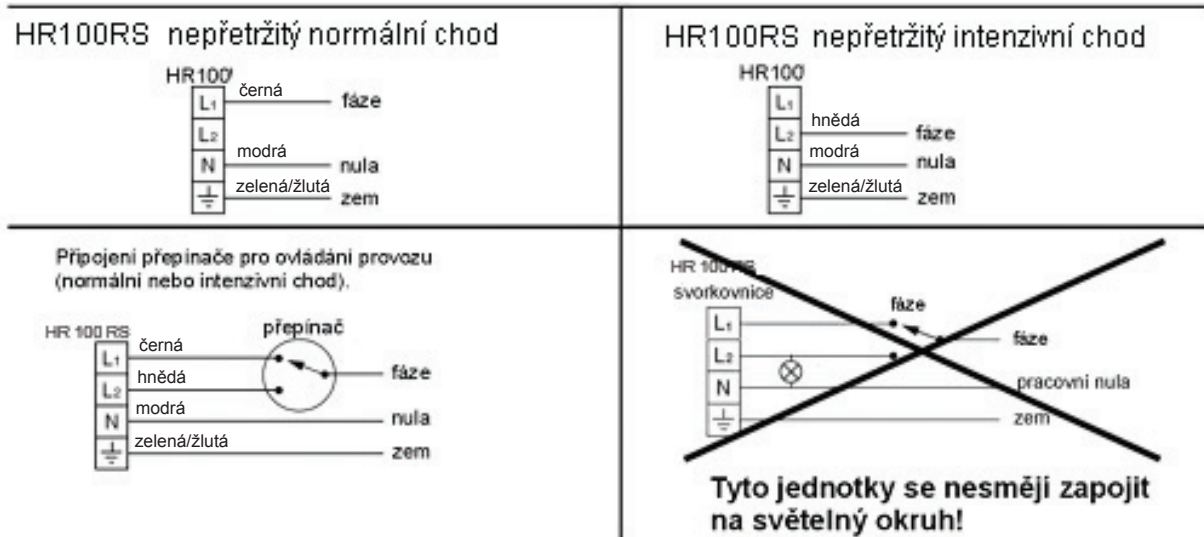 HR100RS nepřetržitý normální chod
HR100
L1 černá fáze
L2
N modrá nula
zelená/žlutá zem
HR100RS nepřetržitý intenzivní chod
HR100
L1
L2 hnědá fáze
N modrá nula
zelená/žlutá zem
Připojení přepínače pro ovládání provozu
(normální nebo intenzivní chod).
HR 100 RS
přepínač
L1 černá
L2 hnědá
fáze
N modrá nula
zelená/žlutá zem
HR 100 RS
svorkovnice
fáze
L1
fáze
L2
N pracovní nula
zem
Tyto jednotky se nesmějí zapojit
na světelný okruh!